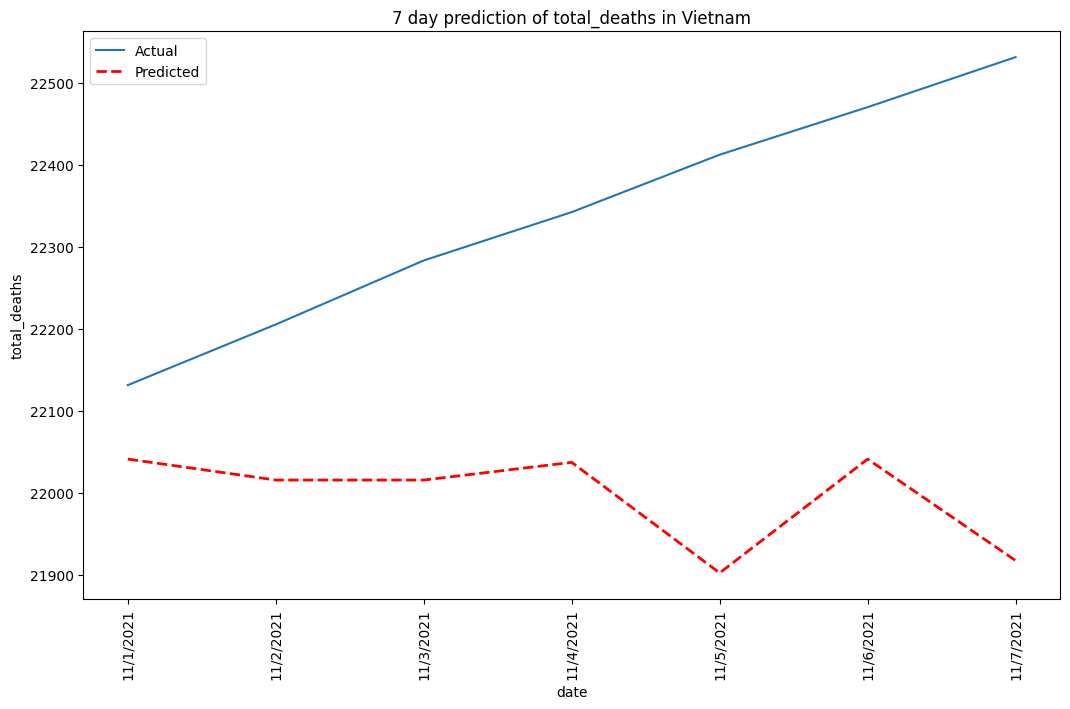 7 day prediction of total_deaths in Vietnam
Actual
Predicted
22500
22400
22300
22200
22100
22000
21900
total_deaths
11/1/2021
11/2/2021
11/3/2021
11/4/2021
11/5/2021
11/6/2021
11/7/2021
date